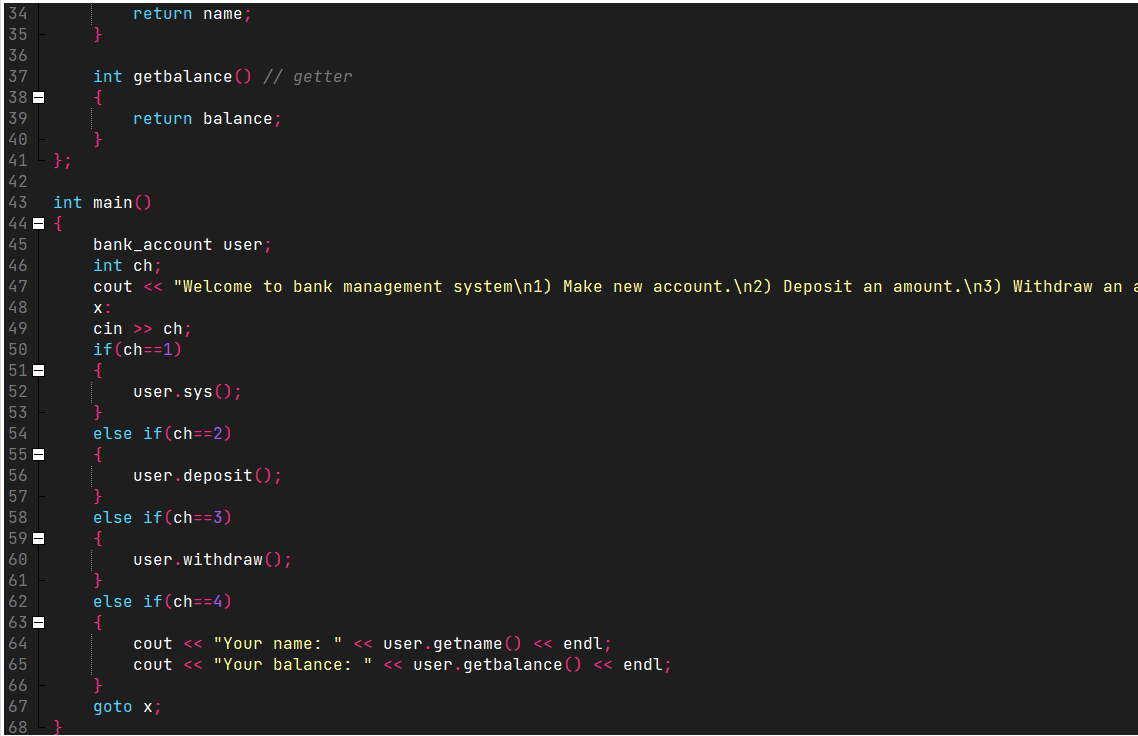 34 return name;
35 }
36
37 int getbalance() // getter
38 {
39 return balance;
40 }
41 };
42
43 int main()
44 {
45 bank_account user;
46 int ch;
47 cout << "Welcome to bank management system\n1) Make new account.\n2) Deposit an amount.\n3) Withdraw an
48 x:
49 cin >> ch;
50 if(ch==1)
51 {
52 user.sys();
53 }
54 else if(ch==2)
55 {
56 user.deposit();
57 }
58 else if(ch==3)
59 {
60 user.withdraw();
61 }
62 else if(ch==4)
63 {
64 cout << "Your name: " << user.getname() << endl;
65 cout << "Your balance: " << user.getbalance() << endl;
66 }
67 goto x;
68 }